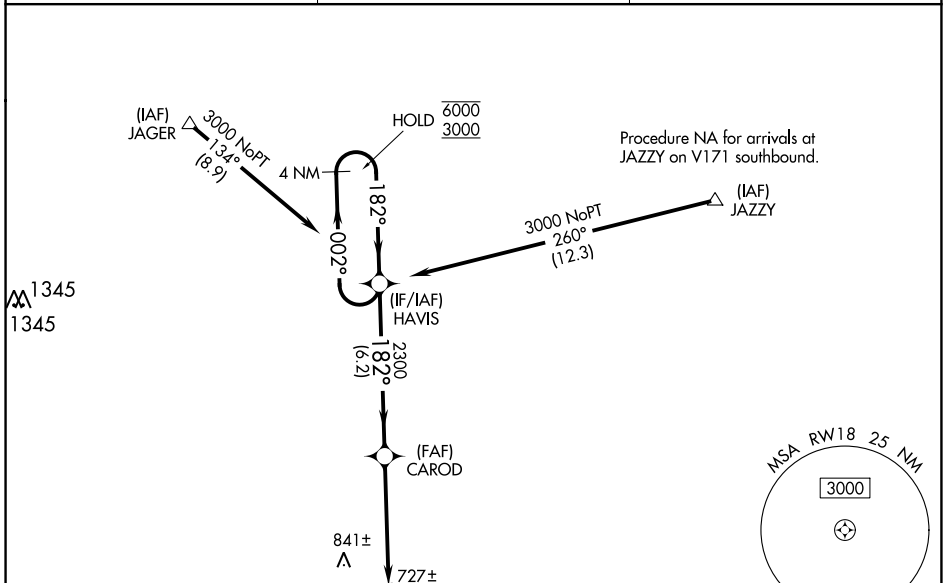 (IAF)
JAGER
3000 NoPT
134°
(8.9)
HOLD
6000
3000
4 NM
182°
002°
Procedure NA for arrivals at
JAZZY on V171 southbound.
(IAF)
JAZZY
3000 NoPT
260°
(12.3)
1345
1345
(IF/IAF)
HAVIS
2300
182°
(6.2)
(FAF)
CAROD
MSA RW18 25 NM
3000
841±
727±